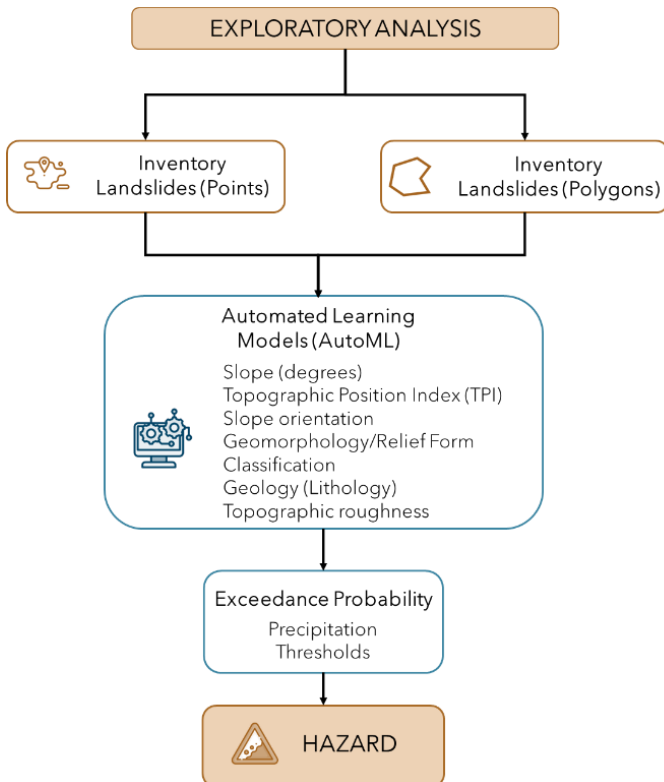 EXPLORATORY ANALYSIS
Inventory
Landslides (Points)
Inventory
Landslides (Polygons)
Automated Learning
Models (AutoML)
Slope (degrees)
Topographic Position Index (TPI)
Slope orientation
Geomorphology/Relief Form
Classification
Geology (Lithology)
Topographic roughness
Exceedance Probability
Precipitation
Thresholds
HAZARD